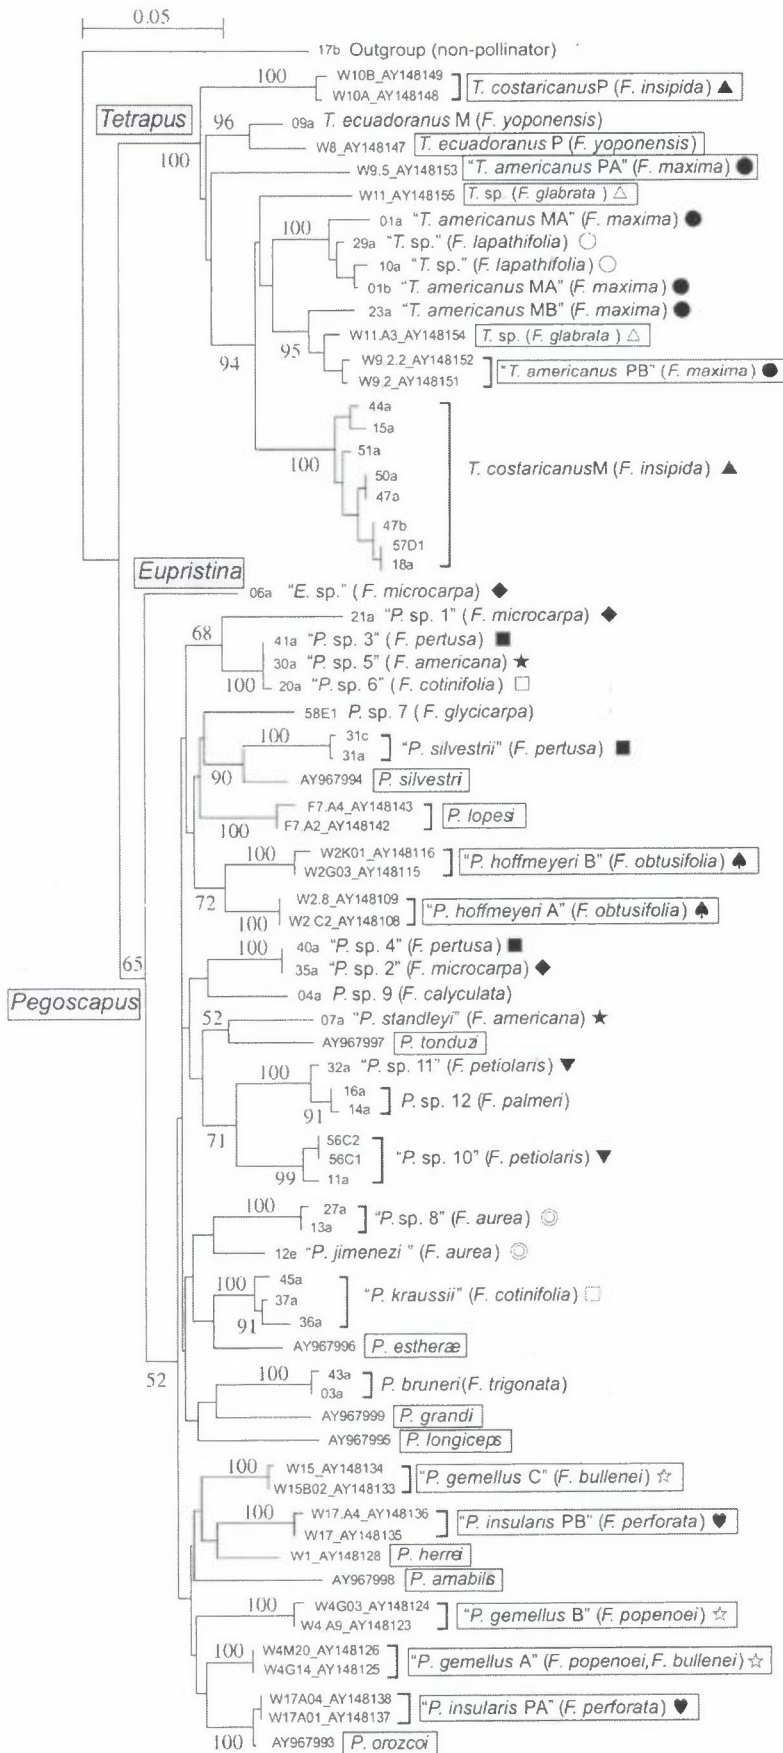 0.05
17b Outgroup (non-pollinator)
100 W10B_AY148149
W10A_AY148148 T. costaricanusP (F. insipida) ▲
Tetrapus
96 09a T. ecuadoranus M (F. yoponensis)
100
W8_AY148147 T. ecuadoranus P (F. yoponensis)
W9.5_AY148153 "T. americanus PA" (F. maxima) ●
W11_AY148155 T. sp. (F. glabrata ) △
100 01a "T. americanus MA" (F. maxima) ●
29a "T. sp." (F. lapathifolia) ○
10a "T. sp." (F. lapathifolia) ○
01b "T. americanus MA" (F. maxima) ●
23a "T. americanus MB" (F. maxima) ●
W11.A3_AY148154 T. sp. (F. glabrata ) △
95
94
W9.2.2_AY148152
W9.2_AY148151 "T. americanus PB" (F. maxima) ●
44a
15a
51a
100 T. costaricanusM (F. insipida) ▲
50a
47a
47b
57D1
18a
Eupristina
06a "E. sp." (F. microcarpa) ◆
21a "P. sp. 1" (F. microcarpa) ◆
68
41a "P. sp. 3" (F. pertusa) ■
30a "P. sp. 5" (F. americana) ★
100 20a "P. sp. 6" (F. cotinifolia) □
58E1 P. sp. 7 (F. glycicarpa)
100 31c
31a "P. silvestrii" (F. pertusa) ■
90
AY967994 P. silvestri
F7.A4_AY148143
F7.A2_AY148142 P. lopesi
100
100 W2K01_AY148116
W2G03_AY148115 "P. hoffmeyeri B" (F. obtusifolia) ♠
72
W2.8_AY148109
W2 C2_AY148108 "P. hoffmeyeri A" (F. obtusifolia) ♠
100
100 40a "P. sp. 4" (F. pertusa) ■
65
35a "P. sp. 2" (F. microcarpa) ◆
Pegoscapus
04a P. sp. 9 (F. calyculata)
52 07a "P. standleyi" (F. americana) ★
AY967997 P. tonduzi
100 32a "P. sp. 11" (F. petiolaris) ▼
16a
14a P. sp. 12 (F. palmeri)
91
71
56C2
56C1 "P. sp. 10" (F. petiolaris) ▼
99 11a
100 27a
13a "P. sp. 8" (F. aurea) ◎
12e "P. jimenezi " (F. aurea) ◎
100 45a
37a "P. kraussii" (F. cotinifolia) □
91 36a
AY967996 P. estheræ
52
100 43a
03a P. bruneri(F. trigonata)
AY967999 P. grandi
AY967995 P. longiceps
100 W15_AY148134
W15B02_AY148133 "P. gemellus C" (F. bullenei) ☆
100 W17.A4_AY148136
W17_AY148135 "P. insularis PB" (F. perforata) ♥
W1_AY148128 P. herrei
AY967998 P. amabilis
100 W4G03_AY148124
W4.A9_AY148123 "P. gemellus B" (F. popenoei) ☆
100 W4M20_AY148126
W4G14_AY148125 "P. gemellus A" (F. popenoei, F. bullenei) ☆
W17A04_AY148138
W17A01_AY148137 "P. insularis PA" (F. perforata) ♥
100 AY967993 P. orozcoi